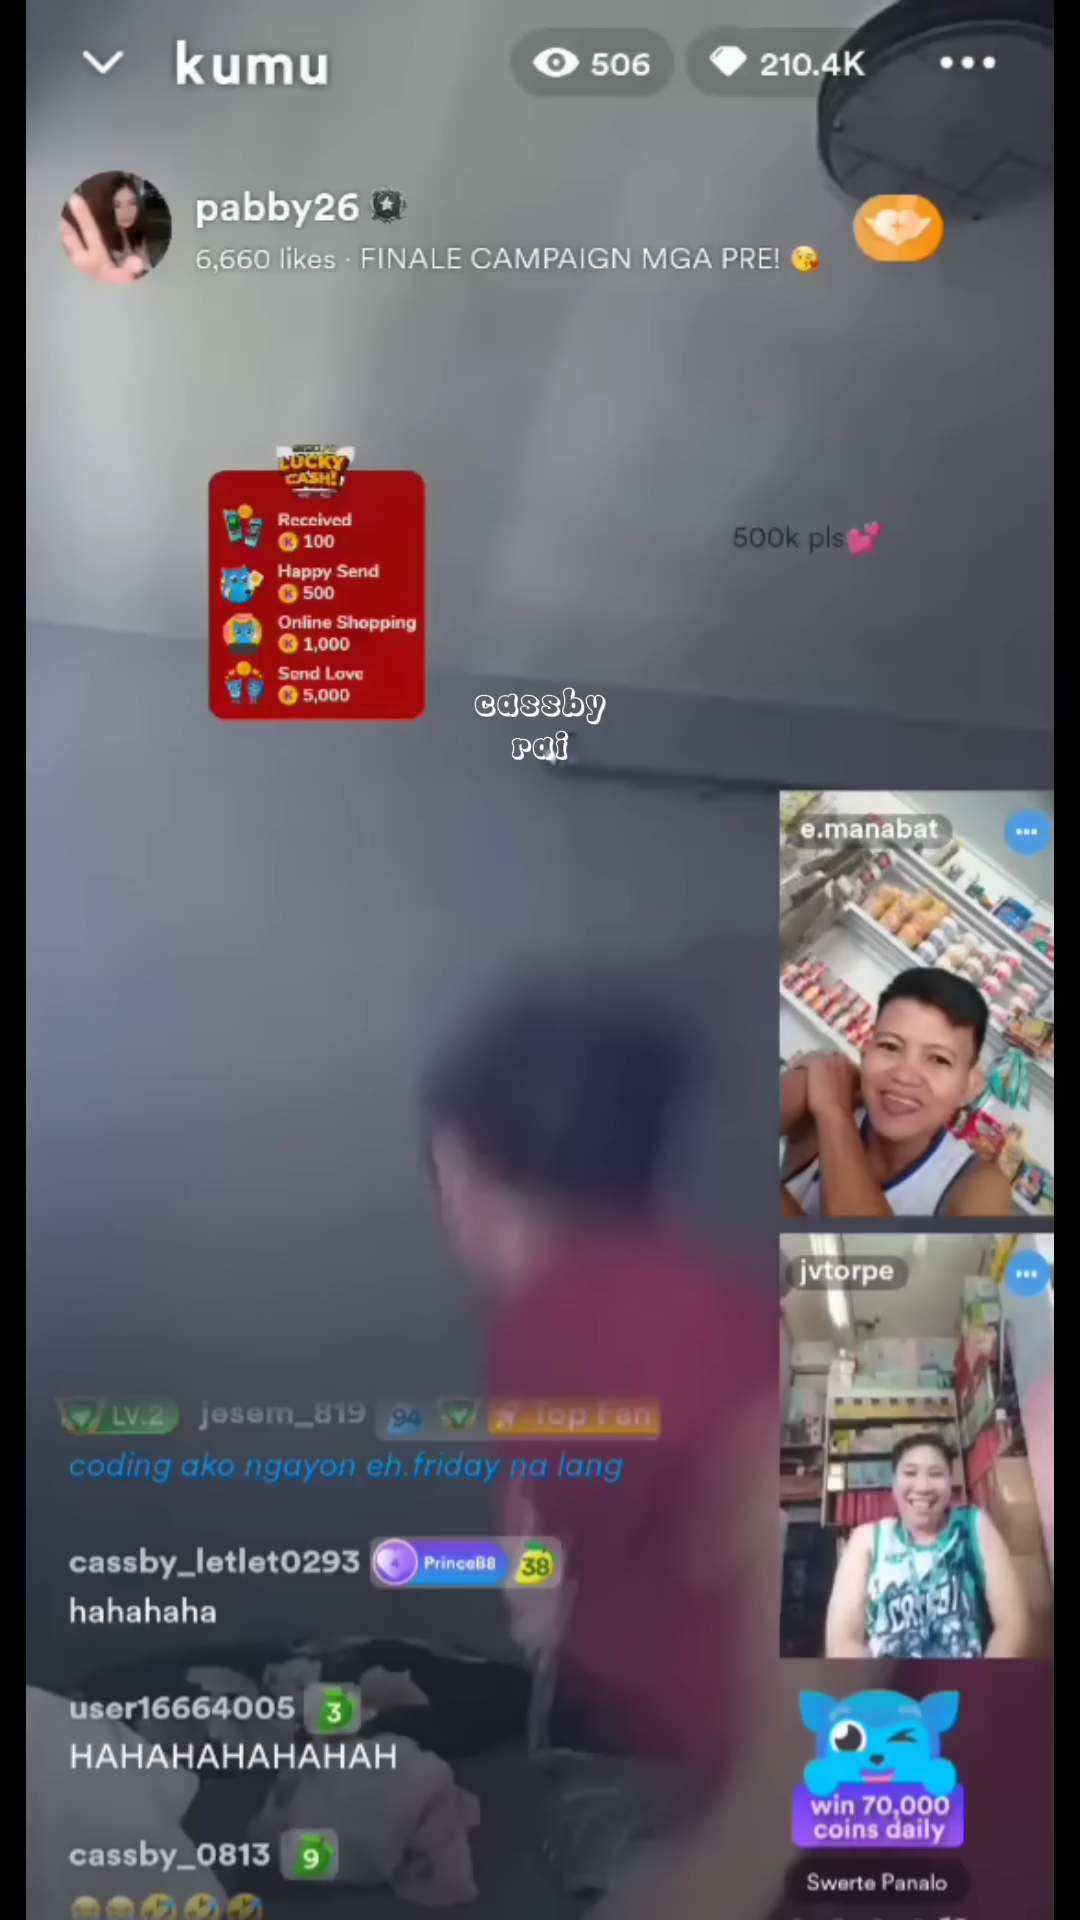 kumu
506
210.4K
pabby26
6,660 likes · FINALE CAMPAIGN MGA PRE! 😘
LUCKY
CASH!
Received
K 100
Happy Send
K 500
Online Shopping
K 1,000
Send Love
K 5,000
500k pls💕
cassby
rai
e.manabat
jvtorpe
LV.2 jesem_819 94 Top Fan
coding ako ngayon eh.friday na lang
cassby_letlet0293 4 PrinceB8 38
hahahaha
user16664005 3
HAHAHAHAHAHAH
cassby_0813 9
win 70,000
coins daily
Swerte Panalo